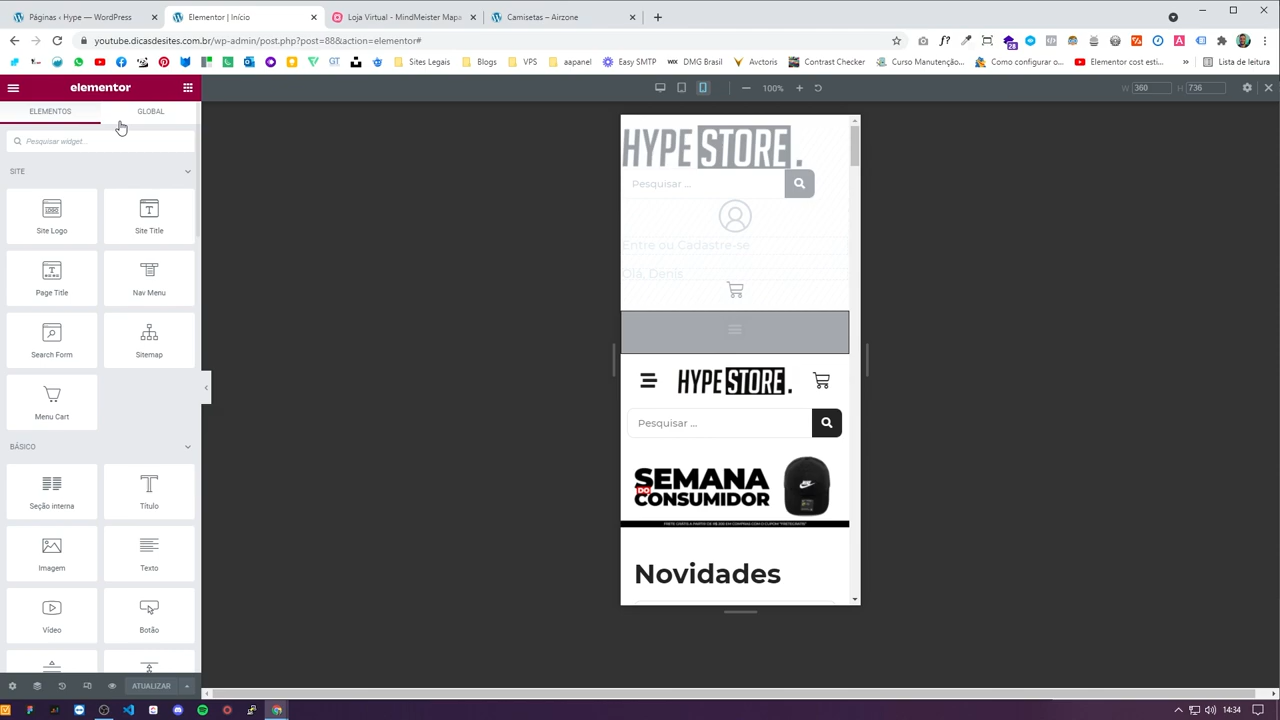 Páginas ‹ Hype — WordPress
Elementor | Início
Loja Virtual - MindMeister Mapa
Camisetas – Airzone
youtube.dicasdesites.com.br/wp-admin/post.php?post=88&action=elementor#
28
Sites Legais
Blogs
VPS
aapanel
Easy SMTP
DMG Brasil
Avctoris
Contrast Checker
Curso Manutenção...
Como configurar o...
Elementor cost esti...
Lista de leitura
elementor
100%
W 360
H 736
ELEMENTOS
GLOBAL
Pesquisar widget...
SITE
Site Logo
Site Title
Page Title
Nav Menu
Search Form
Sitemap
Menu Cart
BÁSICO
Seção interna
Título
Imagem
Texto
Vídeo
Botão
ATUALIZAR
HYPE STORE.
Pesquisar ...
Entre ou Cadastre-se
Olá, Denis
HYPE STORE.
Pesquisar ...
SEMANA
DO CONSUMIDOR
Novidades
14:34